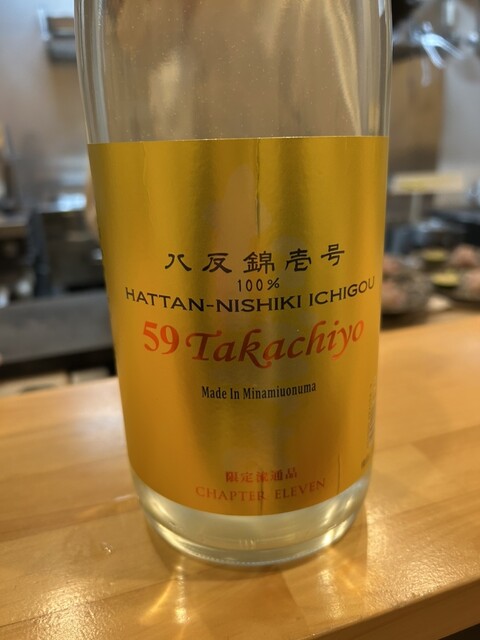 八反錦壱号
100%
HATTAN-NISHIKI ICHIGOU
59 Takachiyo
Made In Minamiuonuma
限定流通品
CHAPTER ELEVEN